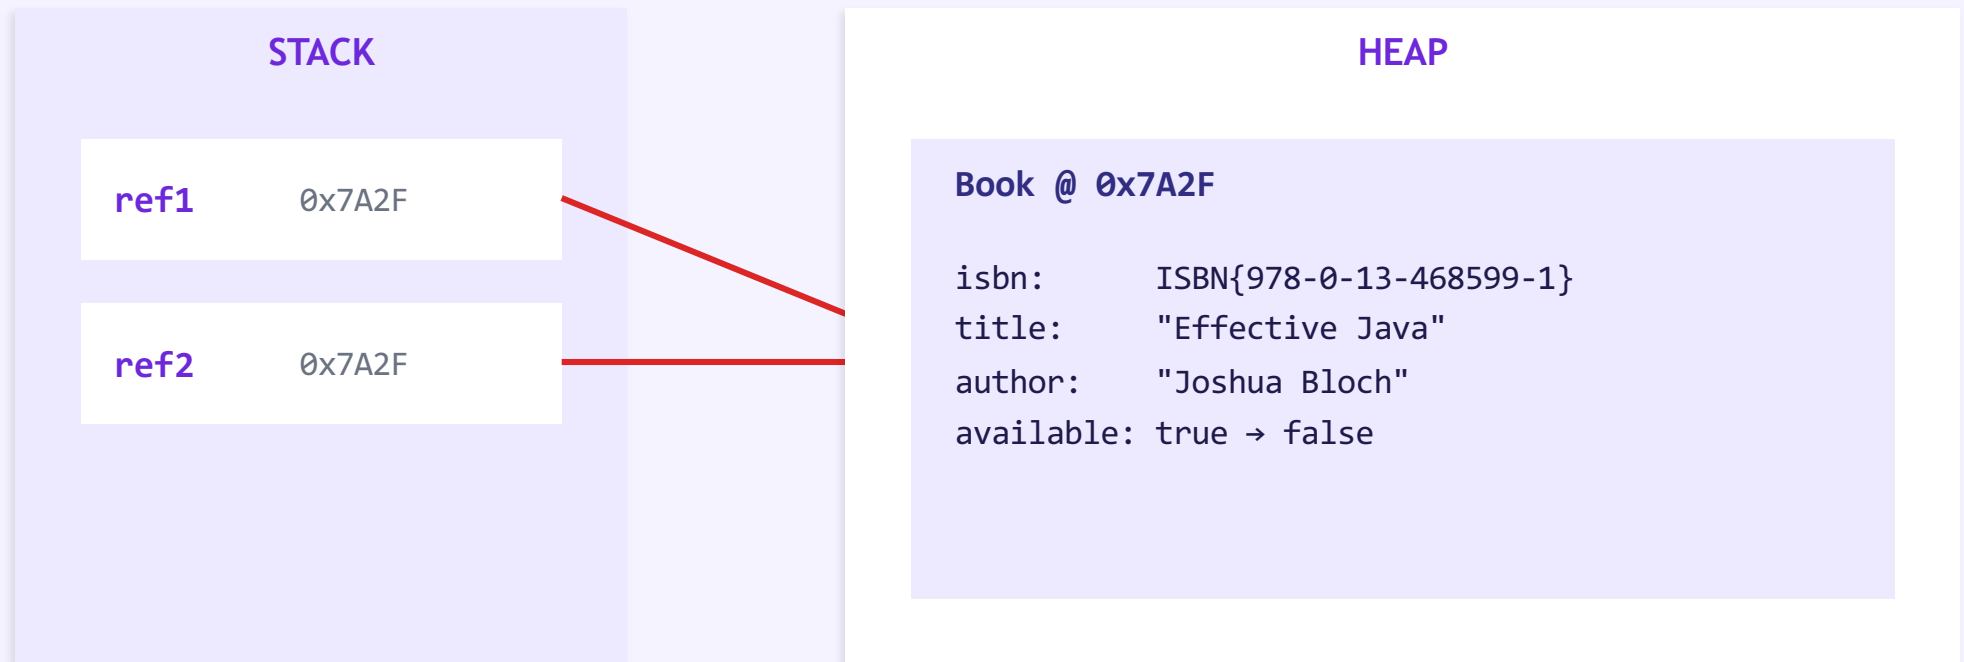 STACK
ref1 0x7A2F
ref2 0x7A2F
HEAP
Book @ 0x7A2F
isbn: ISBN{978-0-13-468599-1}
title: "Effective Java"
author: "Joshua Bloch"
available: true → false